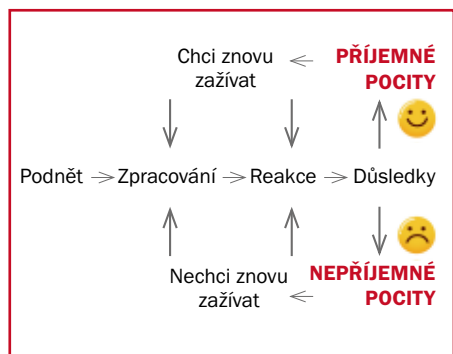 Chci znovu
zažívat
PŘÍJEMNÉ
POCITY
Podnět Zpracování Reakce Důsledky
Nechci znovu
zažívat
NEPŘÍJEMNÉ
POCITY